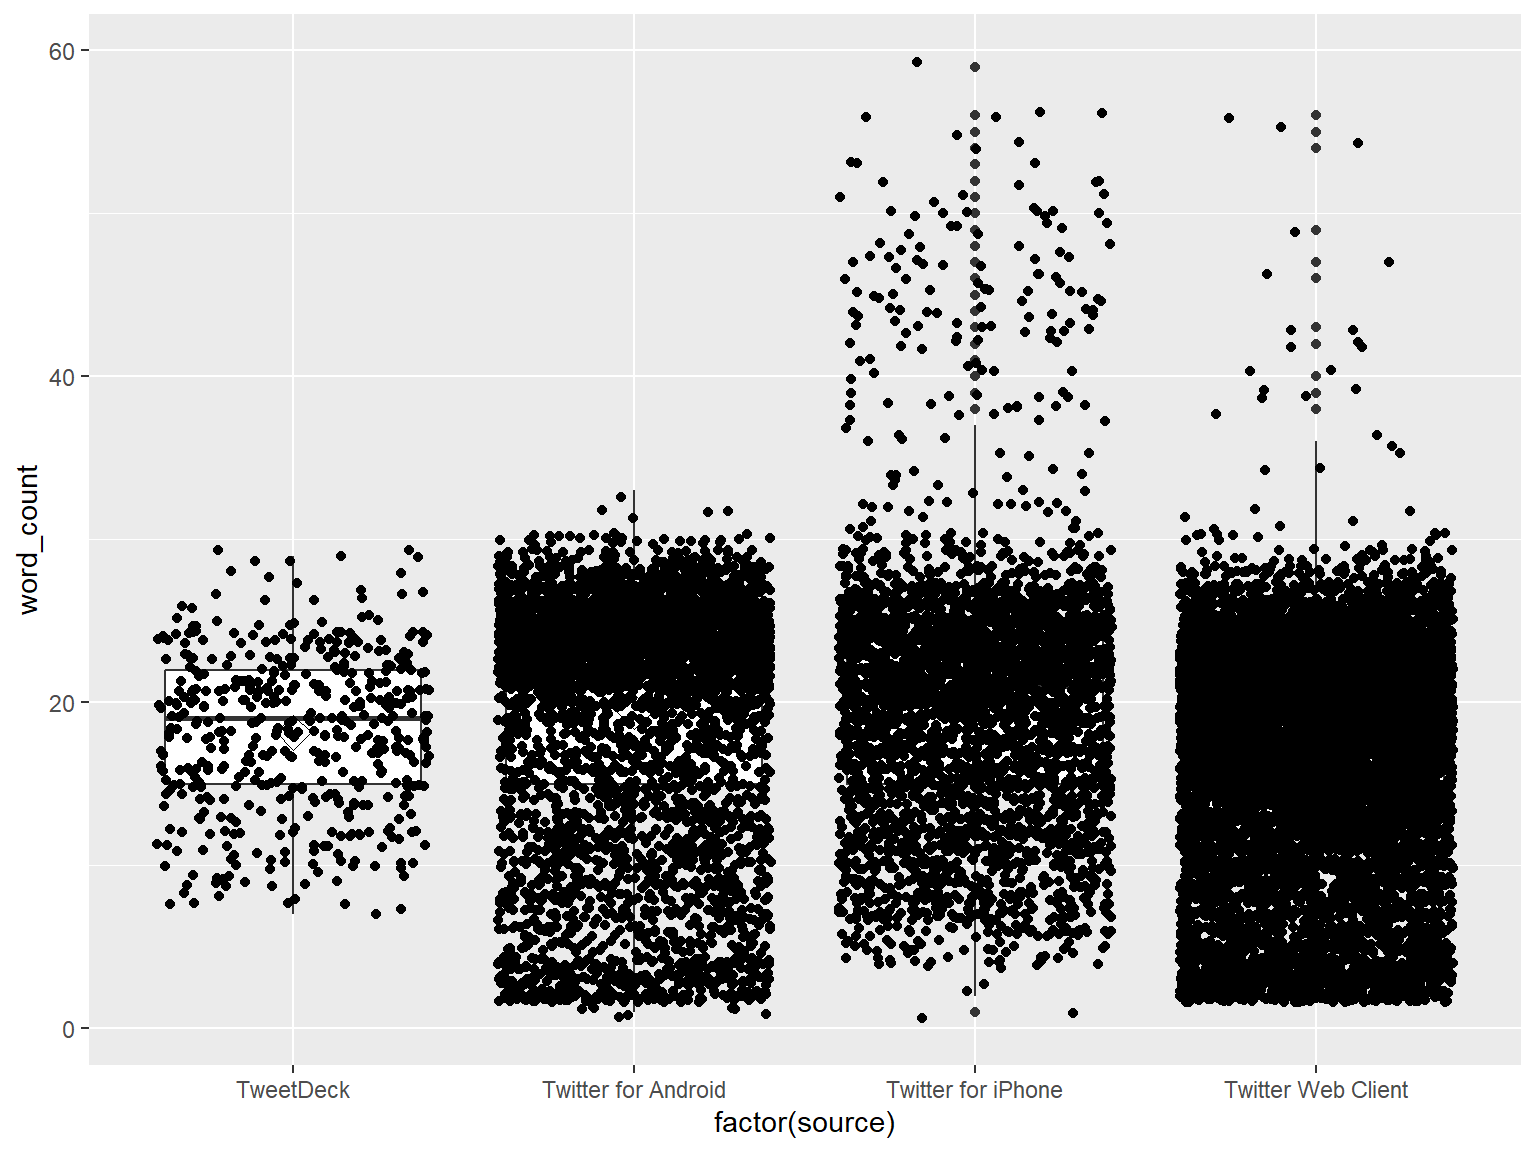 60
40
20
0
word_count
TweetDeck
Twitter for Android
Twitter for iPhone
Twitter Web Client
factor(source)